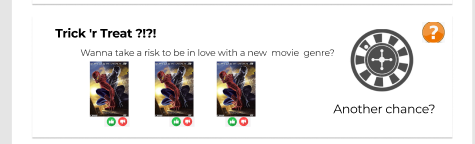 Trick 'r Treat ?!?!
?
Wanna take a risk to be in love with a new movie genre?
Another chance?